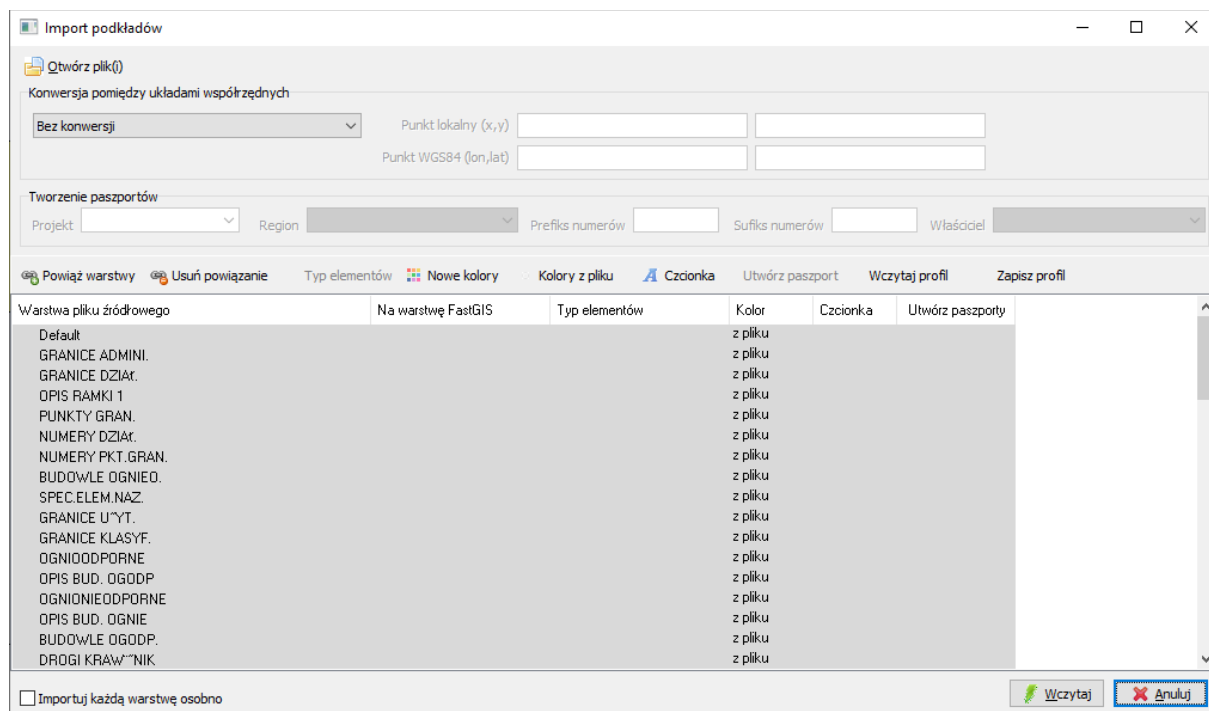 Import podkładów
Otwórz plik(i)
Konwersja pomiędzy układami współrzędnych
Bez konwersji Punkt lokalny (x,y)
Punkt WGS84 (lon,lat)
Tworzenie paszportów
Projekt Region Prefiks numerów Sufiks numerów Właściciel
Powiąż warstwy Usuń powiązanie Typ elementów Nowe kolory Kolory z pliku Czcionka Utwórz paszport Wczytaj profil Zapisz profil
Warstwa pliku źródłowego Na warstwę FastGIS Typ elementów Kolor Czcionka Utwórz paszporty
Default z pliku
GRANICE ADMINI. z pliku
GRANICE DZIAł. z pliku
OPIS RAMKI 1 z pliku
PUNKTY GRAN. z pliku
NUMERY DZIAł. z pliku
NUMERY PKT.GRAN. z pliku
BUDOWLE OGNIEO. z pliku
SPEC.ELEM.NAZ. z pliku
GRANICE U˝YT. z pliku
GRANICE KLASYF. z pliku
OGNIOODPORNE z pliku
OPIS BUD. OGODP z pliku
OGNIONIEODPORNE z pliku
OPIS BUD. OGNIE z pliku
BUDOWLE OGODP. z pliku
DROGI KRAW¨˝NIK z pliku
Importuj każdą warstwę osobno Wczytaj Anuluj